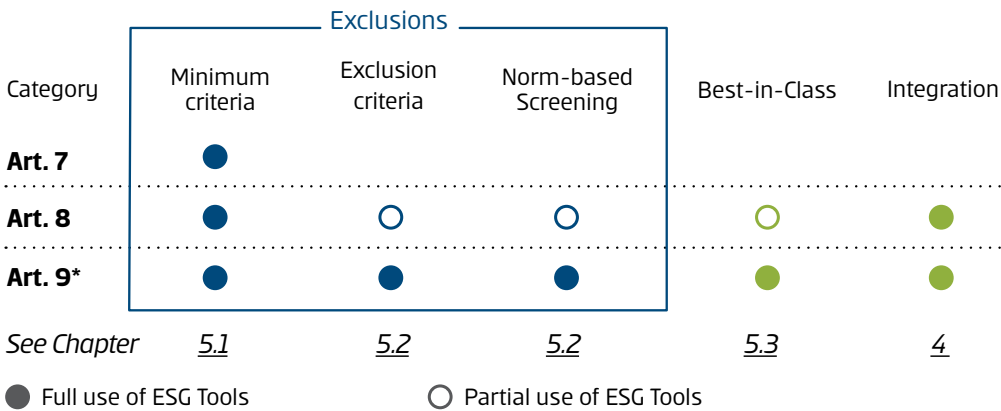 Exclusions
Category
Minimum
criteria
Exclusion
criteria
Norm-based
Screening
Best-in-Class
Integration
Art. 7
Art. 8
Art. 9*
See Chapter 5.1 5.2 5.2 5.3 4
Full use of ESG Tools
Partial use of ESG Tools